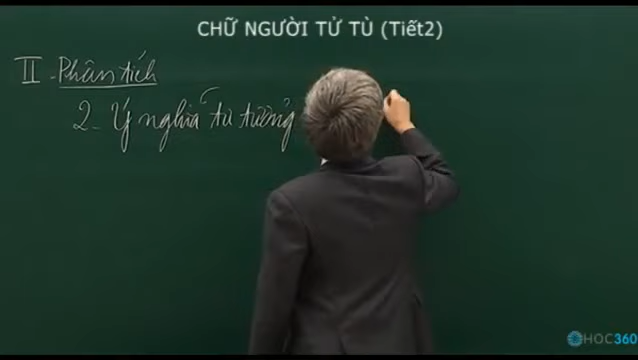 CHỮ NGƯỜI TỬ TÙ (Tiết2)
II - Phân tích
2 - Ý nghĩa tư tưởng
HOC360